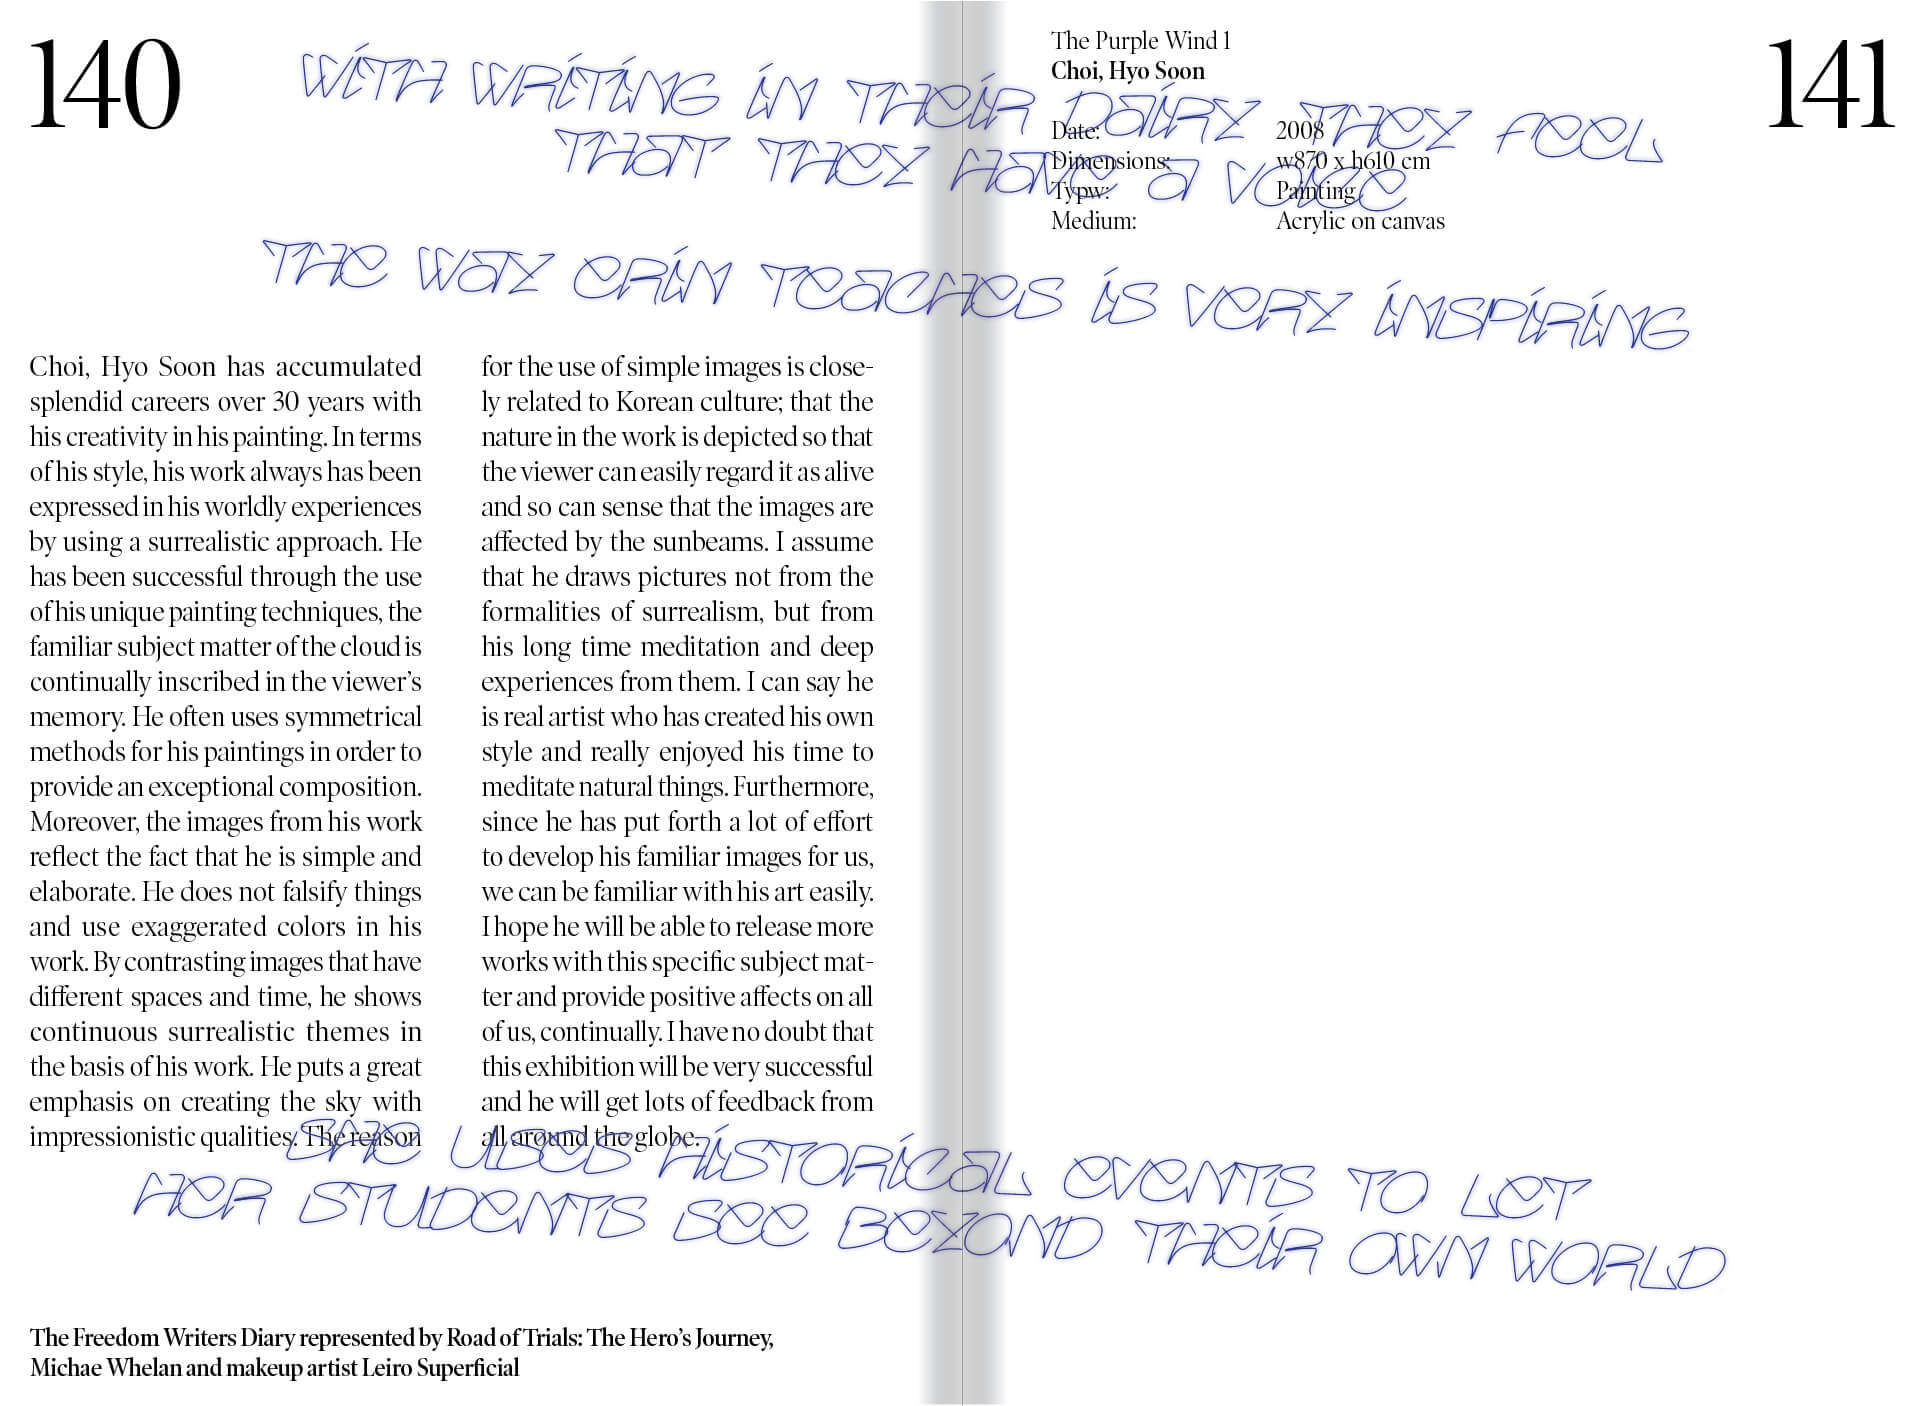 140
WITH WRITING IN THEIR DAIRY THEY FEEL
THAT THEY HAVE A VOICE
THE WAY ERIN TEACHES IS VERY INSPIRING
Choi, Hyo Soon has accumulated
splendid careers over 30 years with
his creativity in his painting. In terms
of his style, his work always has been
expressed in his worldly experiences
by using a surrealistic approach. He
has been successful through the use
of his unique painting techniques, the
familiar subject matter of the cloud is
continually inscribed in the viewer’s
memory. He often uses symmetrical
methods for his paintings in order to
provide an exceptional composition.
Moreover, the images from his work
reflect the fact that he is simple and
elaborate. He does not falsify things
and use exaggerated colors in his
work. By contrasting images that have
different spaces and time, he shows
continuous surrealistic themes in
the basis of his work. He puts a great
emphasis on creating the sky with
impressionistic qualities. The reason
for the use of simple images is close-
ly related to Korean culture; that the
nature in the work is depicted so that
the viewer can easily regard it as alive
and so can sense that the images are
affected by the sunbeams. I assume
that he draws pictures not from the
formalities of surrealism, but from
his long time meditation and deep
experiences from them. I can say he
is real artist who has created his own
style and really enjoyed his time to
meditate natural things. Furthermore,
since he has put forth a lot of effort
to develop his familiar images for us,
we can be familiar with his art easily.
I hope he will be able to release more
works with this specific subject mat-
ter and provide positive affects on all
of us, continually. I have no doubt that
this exhibition will be very successful
and he will get lots of feedback from
all around the globe.
SHE USES HISTORICAL EVENTS TO LET
HER STUDENTS SEE BEYOND THEIR OWN WORLD
The Freedom Writers Diary represented by Road of Trials: The Hero’s Journey,
Michae Whelan and makeup artist Leiro Superficial
The Purple Wind 1
Choi, Hyo Soon
Date: 2008
Dimensions: w870 x h610 cm
Typw: Painting
Medium: Acrylic on canvas
141